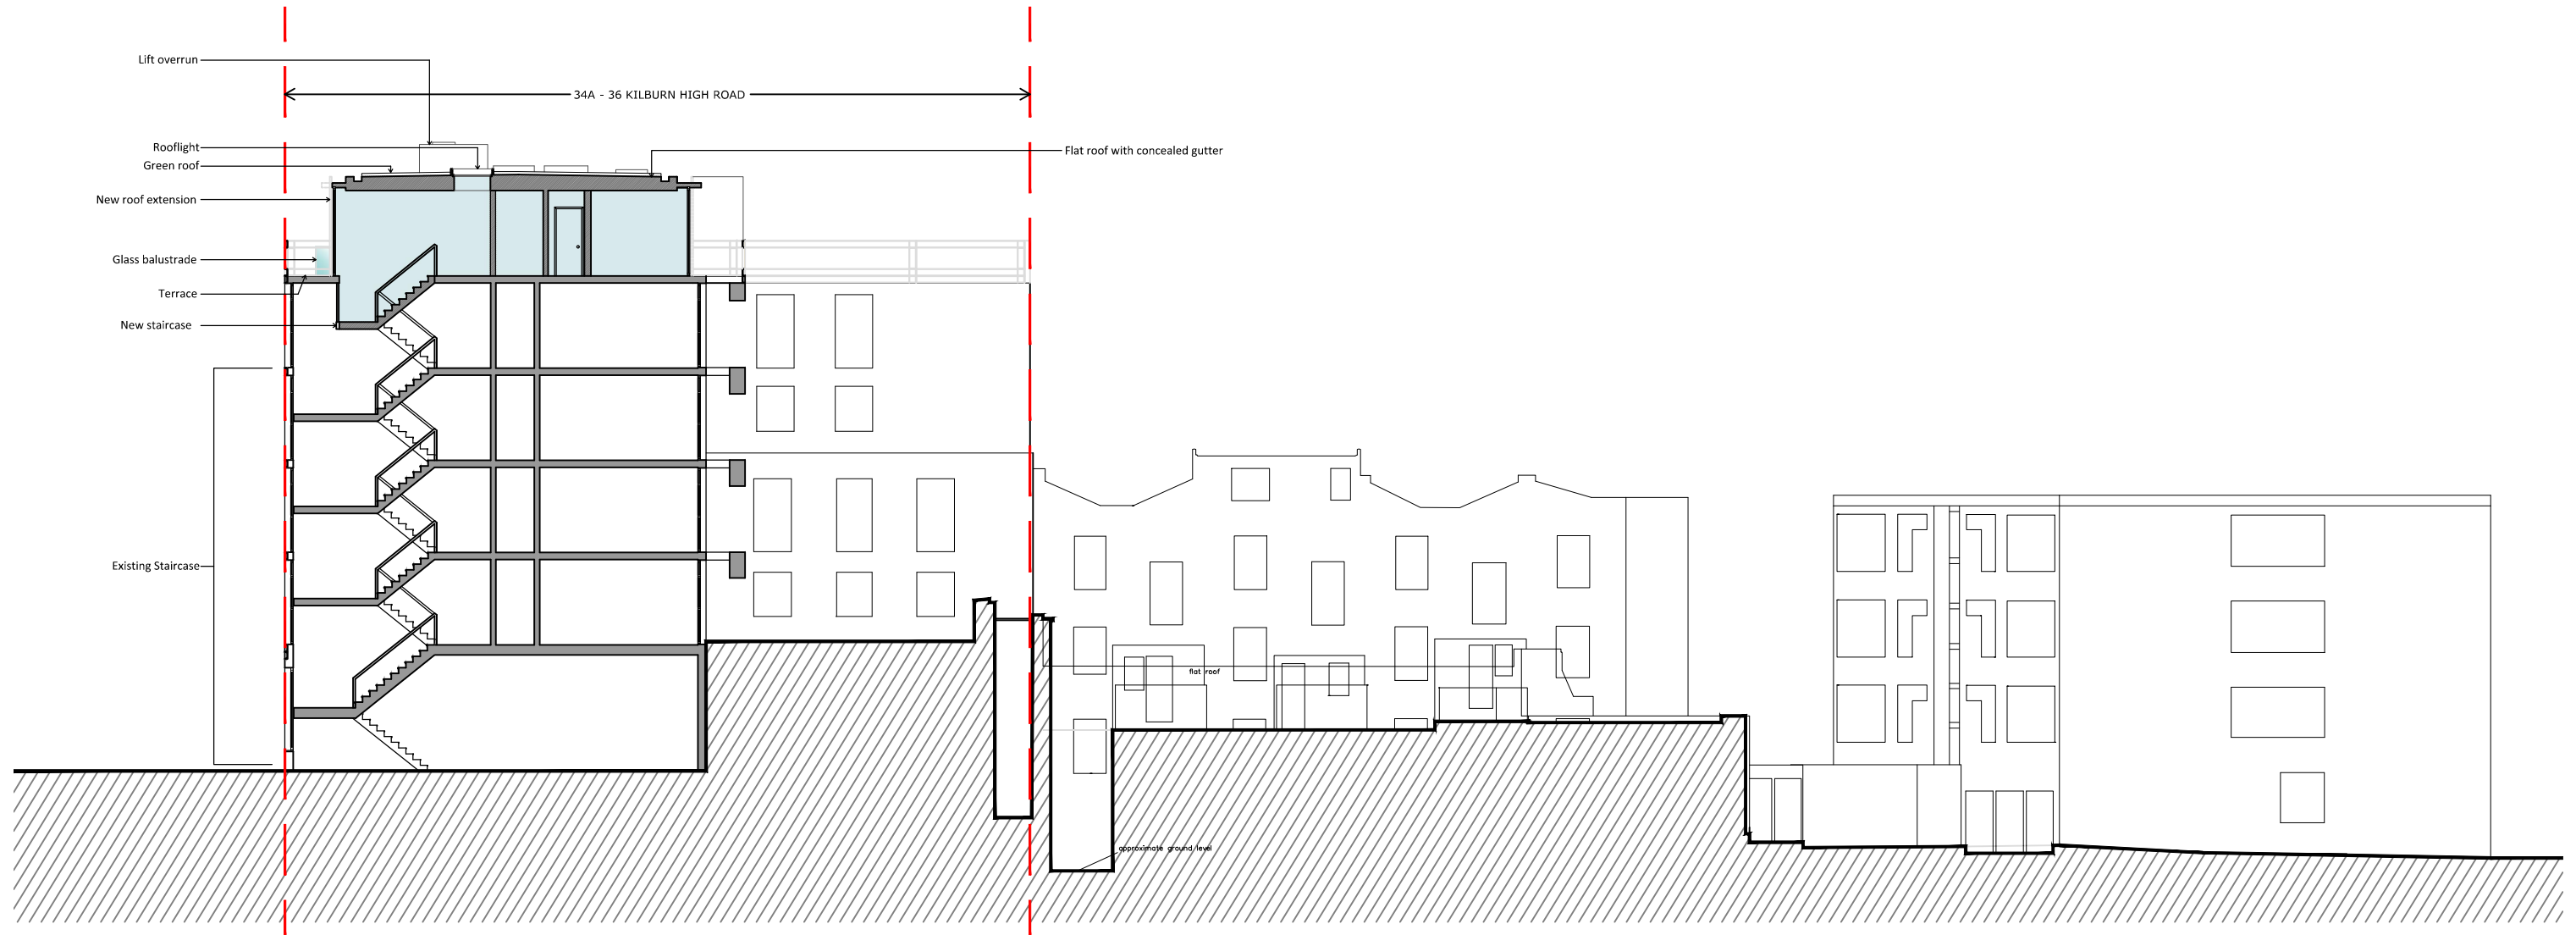 Lift overrun
34A - 36 KILBURN HIGH ROAD
Rooflight
Flat roof with concealed gutter
Green roof
New roof extension
Glass balustrade
Terrace
New staircase
Existing Staircase
flat roof
approximate ground level